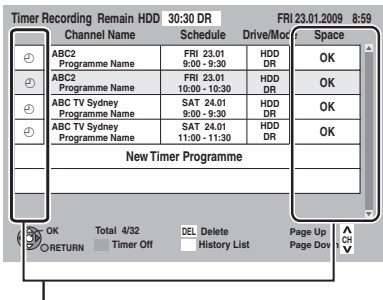 Timer Recording Remain HDD 30:30 DR FRI 23.01.2009 8:59
Channel Name Schedule Drive/Mode Space
ABC2 FRI 23.01 HDD OK
Programme Name 9:00 - 9:30 DR
ABC2 FRI 23.01 HDD OK
Programme Name 10:00 - 10:30 DR
ABC TV Sydney SAT 24.01 HDD OK
Programme Name 9:00 - 9:30 DR
ABC TV Sydney SAT 24.01 HDD OK
Programme Name 11:00 - 11:30 DR
New Timer Programme
OK Total 4/32 DEL Delete Page Up
CH
RETURN Timer Off History List Page Down